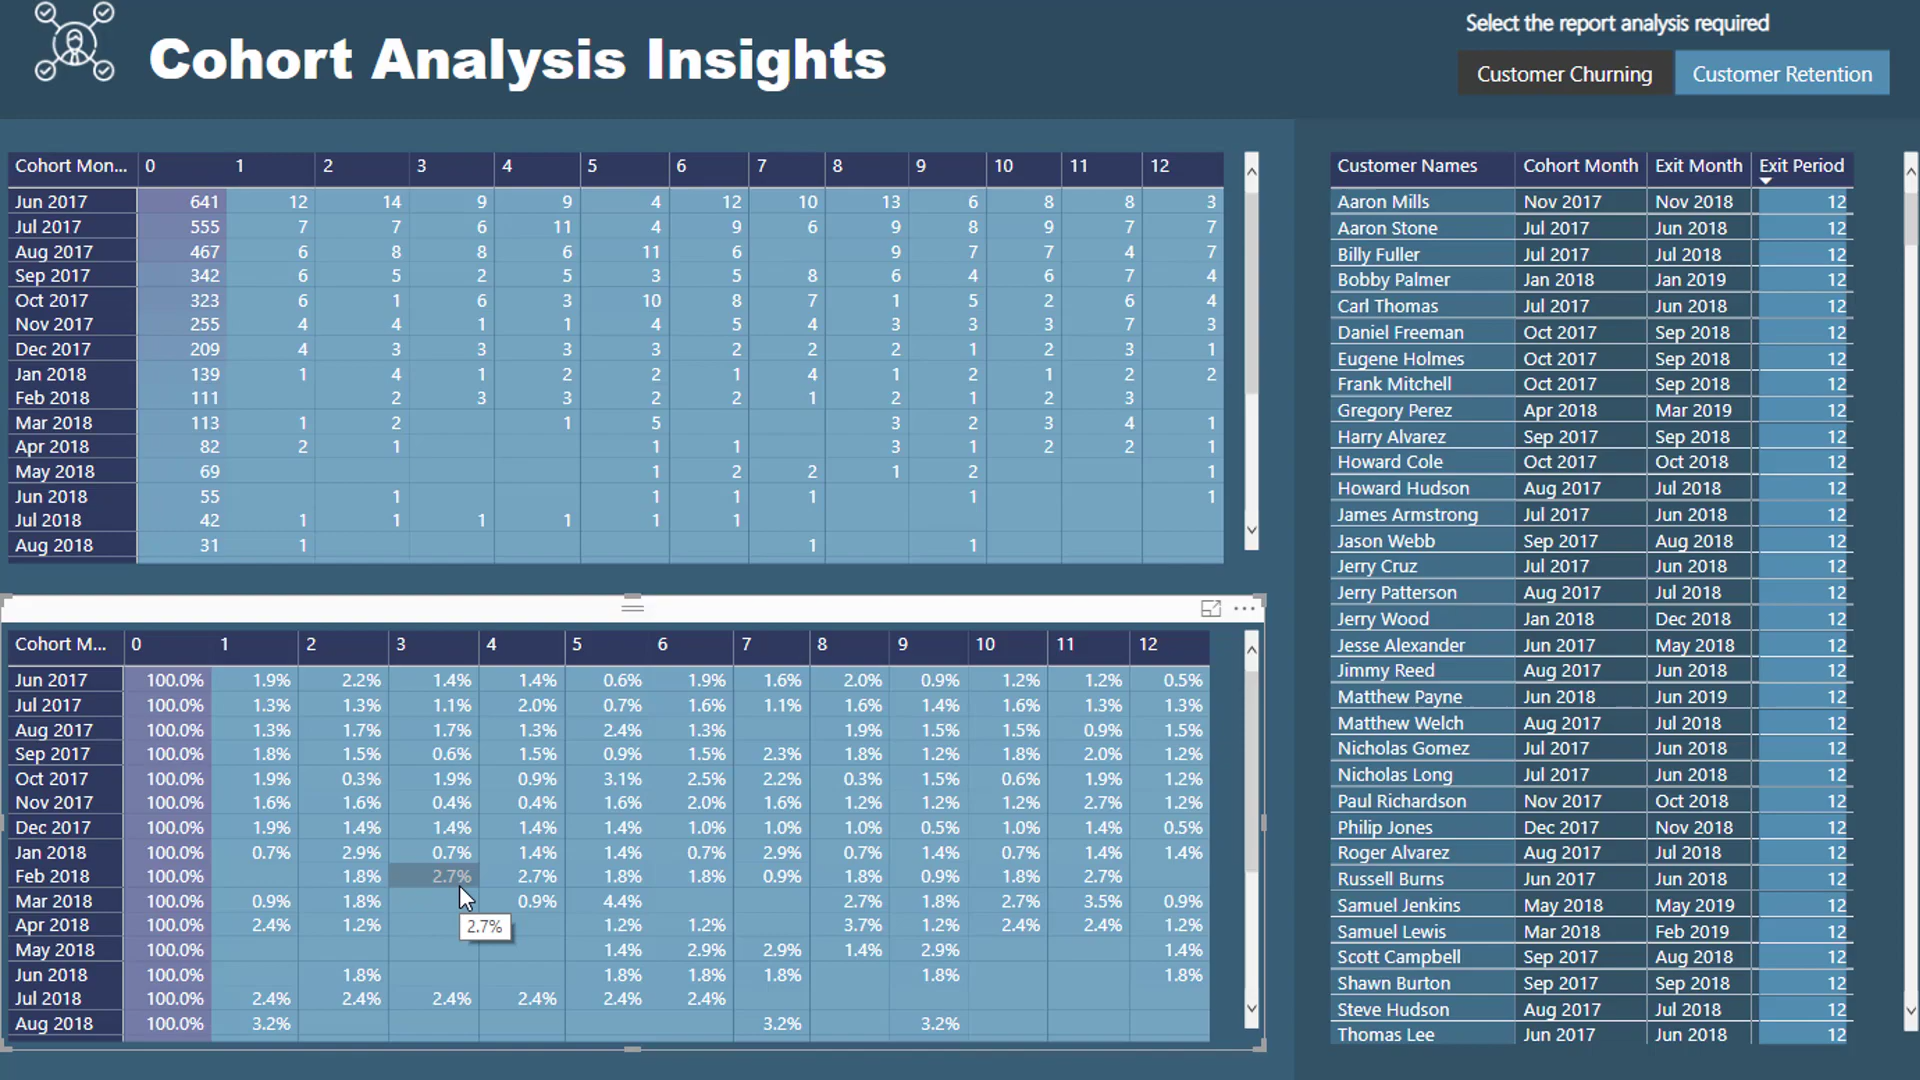 Cohort Analysis Insights
Select the report analysis required
Customer Churning Customer Retention
Cohort Mon... 0 1 2 3 4 5 6 7 8 9 10 11 12
Jun 2017 641 12 14 9 9 4 12 10 13 6 8 8 3
Jul 2017 555 7 7 6 11 4 9 6 9 8 9 7 7
Aug 2017 467 6 8 8 6 11 6 9 7 7 4 7
Sep 2017 342 6 5 2 5 3 5 8 6 4 6 7 4
Oct 2017 323 6 1 6 3 10 8 7 1 5 2 6 4
Nov 2017 255 4 4 1 1 4 5 4 3 3 3 7 3
Dec 2017 209 4 3 3 3 3 2 2 2 1 2 3 1
Jan 2018 139 1 4 1 2 2 1 4 1 2 1 2 2
Feb 2018 111 2 3 3 2 2 1 2 1 2 3
Mar 2018 113 1 2 1 5 3 2 3 4 1
Apr 2018 82 2 1 1 1 3 1 2 2 1
May 2018 69 1 2 2 1 2 1
Jun 2018 55 1 1 1 1 1 1
Jul 2018 42 1 1 1 1 1 1
Aug 2018 31 1 1 1
Cohort M... 0 1 2 3 4 5 6 7 8 9 10 11 12
Jun 2017 100.0% 1.9% 2.2% 1.4% 1.4% 0.6% 1.9% 1.6% 2.0% 0.9% 1.2% 1.2% 0.5%
Jul 2017 100.0% 1.3% 1.3% 1.1% 2.0% 0.7% 1.6% 1.1% 1.6% 1.4% 1.6% 1.3% 1.3%
Aug 2017 100.0% 1.3% 1.7% 1.7% 1.3% 2.4% 1.3% 1.9% 1.5% 1.5% 0.9% 1.5%
Sep 2017 100.0% 1.8% 1.5% 0.6% 1.5% 0.9% 1.5% 2.3% 1.8% 1.2% 1.8% 2.0% 1.2%
Oct 2017 100.0% 1.9% 0.3% 1.9% 0.9% 3.1% 2.5% 2.2% 0.3% 1.5% 0.6% 1.9% 1.2%
Nov 2017 100.0% 1.6% 1.6% 0.4% 0.4% 1.6% 2.0% 1.6% 1.2% 1.2% 1.2% 2.7% 1.2%
Dec 2017 100.0% 1.9% 1.4% 1.4% 1.4% 1.4% 1.0% 1.0% 1.0% 0.5% 1.0% 1.4% 0.5%
Jan 2018 100.0% 0.7% 2.9% 0.7% 1.4% 1.4% 0.7% 2.9% 0.7% 1.4% 0.7% 1.4% 1.4%
Feb 2018 100.0% 1.8% 2.7% 2.7% 1.8% 1.8% 0.9% 1.8% 0.9% 1.8% 2.7%
Mar 2018 100.0% 0.9% 1.8% 0.9% 4.4% 2.7% 1.8% 2.7% 3.5% 0.9%
2.7%
Apr 2018 100.0% 2.4% 1.2% 1.2% 1.2% 3.7% 1.2% 2.4% 2.4% 1.2%
May 2018 100.0% 1.4% 2.9% 2.9% 1.4% 2.9% 1.4%
Jun 2018 100.0% 1.8% 1.8% 1.8% 1.8% 1.8% 1.8%
Jul 2018 100.0% 2.4% 2.4% 2.4% 2.4% 2.4% 2.4%
Aug 2018 100.0% 3.2% 3.2% 3.2%
Customer Names Cohort Month Exit Month Exit Period
Aaron Mills Nov 2017 Nov 2018 12
Aaron Stone Jul 2017 Jun 2018 12
Billy Fuller Jul 2017 Jul 2018 12
Bobby Palmer Jan 2018 Jan 2019 12
Carl Thomas Jul 2017 Jun 2018 12
Daniel Freeman Oct 2017 Sep 2018 12
Eugene Holmes Oct 2017 Sep 2018 12
Frank Mitchell Oct 2017 Sep 2018 12
Gregory Perez Apr 2018 Mar 2019 12
Harry Alvarez Sep 2017 Sep 2018 12
Howard Cole Oct 2017 Oct 2018 12
Howard Hudson Aug 2017 Jul 2018 12
James Armstrong Jul 2017 Jun 2018 12
Jason Webb Sep 2017 Aug 2018 12
Jerry Cruz Jul 2017 Jun 2018 12
Jerry Patterson Aug 2017 Jul 2018 12
Jerry Wood Jan 2018 Dec 2018 12
Jesse Alexander Jun 2017 May 2018 12
Jimmy Reed Aug 2017 Jun 2018 12
Matthew Payne Jun 2018 Jun 2019 12
Matthew Welch Aug 2017 Jul 2018 12
Nicholas Gomez Jul 2017 Jun 2018 12
Nicholas Long Jul 2017 Jun 2018 12
Paul Richardson Nov 2017 Oct 2018 12
Philip Jones Dec 2017 Nov 2018 12
Roger Alvarez Aug 2017 Jul 2018 12
Russell Burns Jun 2017 Jun 2018 12
Samuel Jenkins May 2018 May 2019 12
Samuel Lewis Mar 2018 Feb 2019 12
Scott Campbell Sep 2017 Aug 2018 12
Shawn Burton Sep 2017 Sep 2018 12
Steve Hudson Aug 2017 Jul 2018 12
Thomas Lee Jun 2017 Jun 2018 12